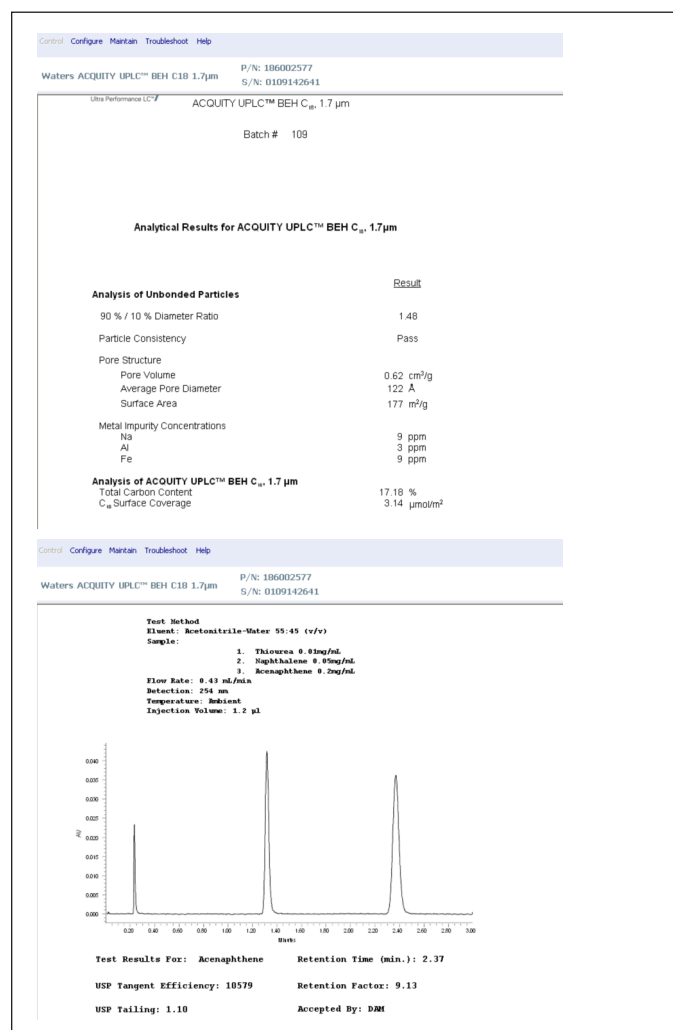 Control Configure Maintain Troubleshoot Help
Waters ACQUITY UPLC™ BEH C18 1.7µm
P/N: 186002577
S/N: 0109142641
Ultra Performance LC™
ACQUITY UPLC™ BEH C18, 1.7 µm
Batch # 109
Analytical Results for ACQUITY UPLC™ BEH C18, 1.7µm
Result
Analysis of Unbonded Particles
90 % / 10 % Diameter Ratio 1.48
Particle Consistency Pass
Pore Structure
Pore Volume 0.62 cm³/g
Average Pore Diameter 122 Å
Surface Area 177 m²/g
Metal Impurity Concentrations
Na 9 ppm
Al 3 ppm
Fe 9 ppm
Analysis of ACQUITY UPLC™ BEH C18, 1.7 µm
Total Carbon Content 17.18 %
C18 Surface Coverage 3.14 µmol/m²
Control Configure Maintain Troubleshoot Help
Waters ACQUITY UPLC™ BEH C18 1.7µm
P/N: 186002577
S/N: 0109142641
Test Method
Eluent: Acetonitrile-Water 55:45 (v/v)
Sample:
1. Thiourea 0.01mg/mL
2. Naphthalene 0.05mg/mL
3. Acenaphthene 0.2mg/mL
Flow Rate: 0.43 mL/min
Detection: 254 nm
Temperature: Ambient
Injection Volume: 1.2 µl
0.040
0.035
0.030
0.025
0.020
0.015
0.010
0.005
0.000
AU
0.20 0.40 0.60 0.80 1.00 1.20 1.40 1.60 1.80 2.00 2.20 2.40 2.60 2.80 3.00
Minutes
Test Results For: Acenaphthene Retention Time (min.): 2.37
USP Tangent Efficiency: 10579 Retention Factor: 9.13
USP Tailing: 1.10 Accepted By: DAM